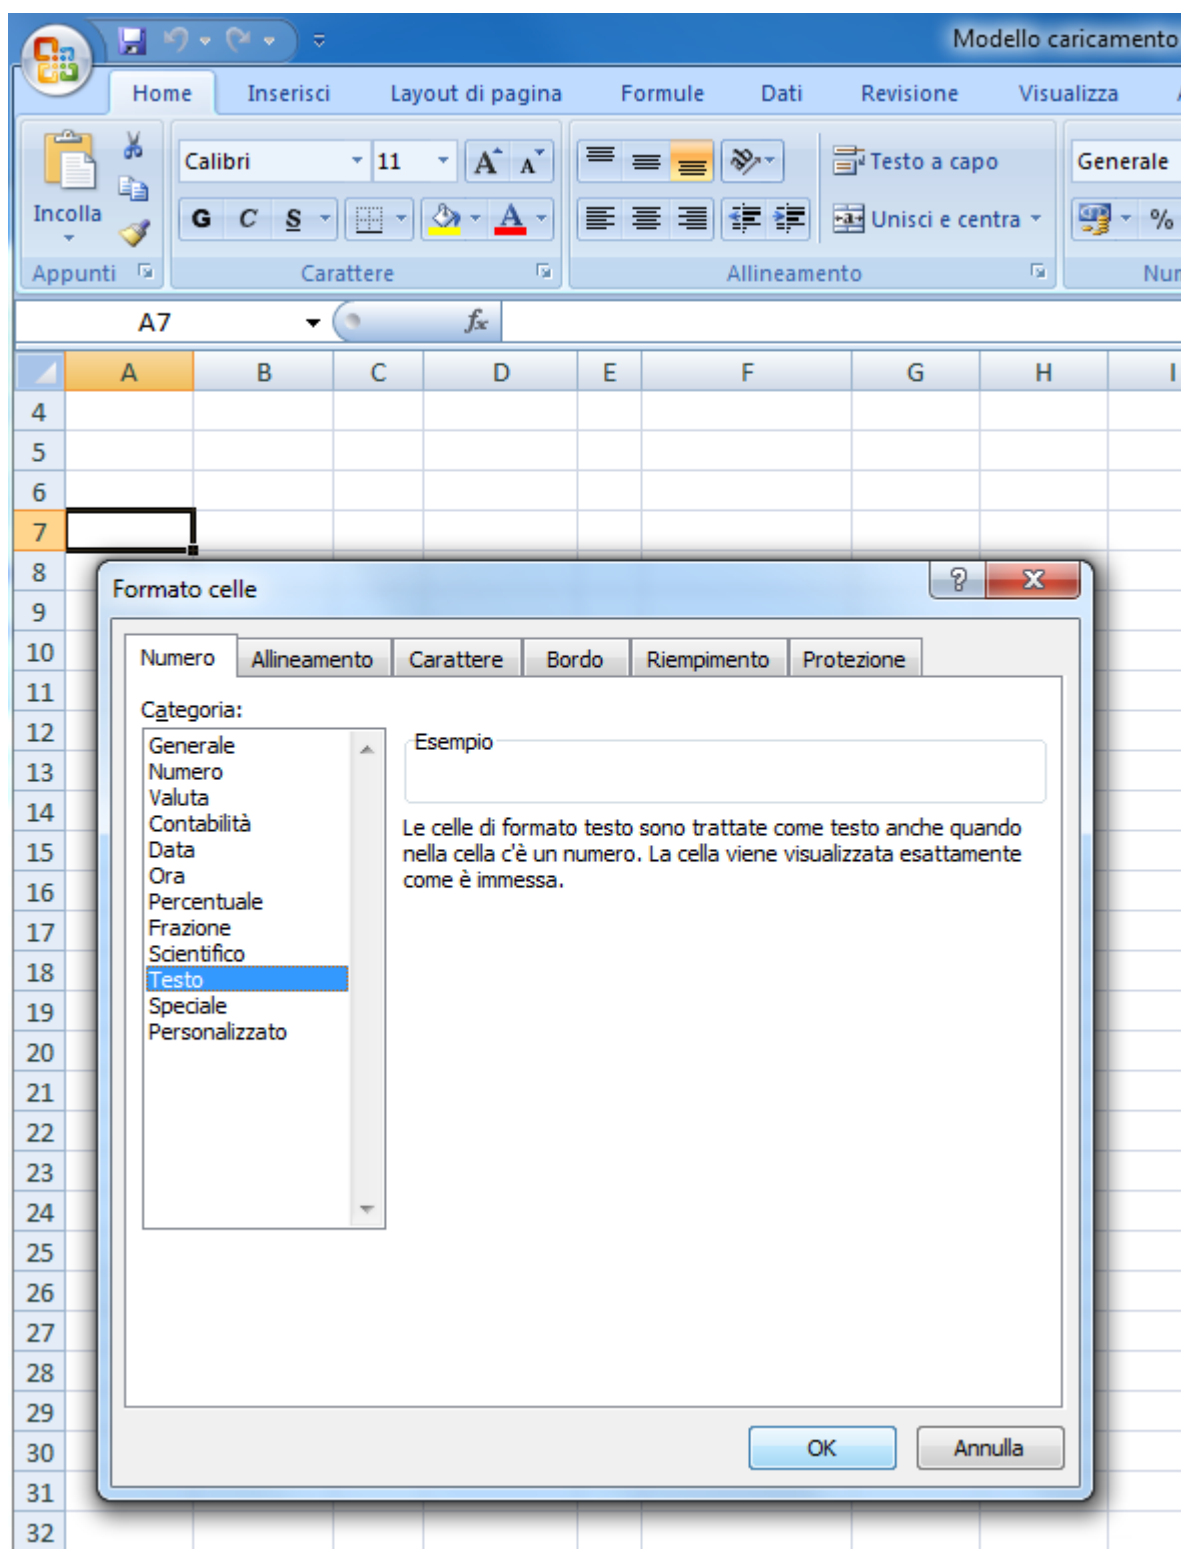 Modello caricamento
Home Inserisci Layout di pagina Formule Dati Revisione Visualizza
Calibri 11 A A Testo a capo Generale
Incolla G C S A a Unisci e centra %
Appunti Carattere Allineamento
A7 fx
A B C D E F G H I
4
5
6
7
8
Formato celle
9
10
Numero Allineamento Carattere Bordo Riempimento Protezione
11
Categoria:
12
Generale Esempio
13
Numero
Valuta
14
Contabilità Le celle di formato testo sono trattate come testo anche quando
15
Data nella cella c'è un numero. La cella viene visualizzata esattamente
Ora come è immessa.
16
Percentuale
17
Frazione
Scientifico
18
Testo
19
Speciale
Personalizzato
20
21
22
23
24
25
26
27
28
29
30
OK Annulla
31
32